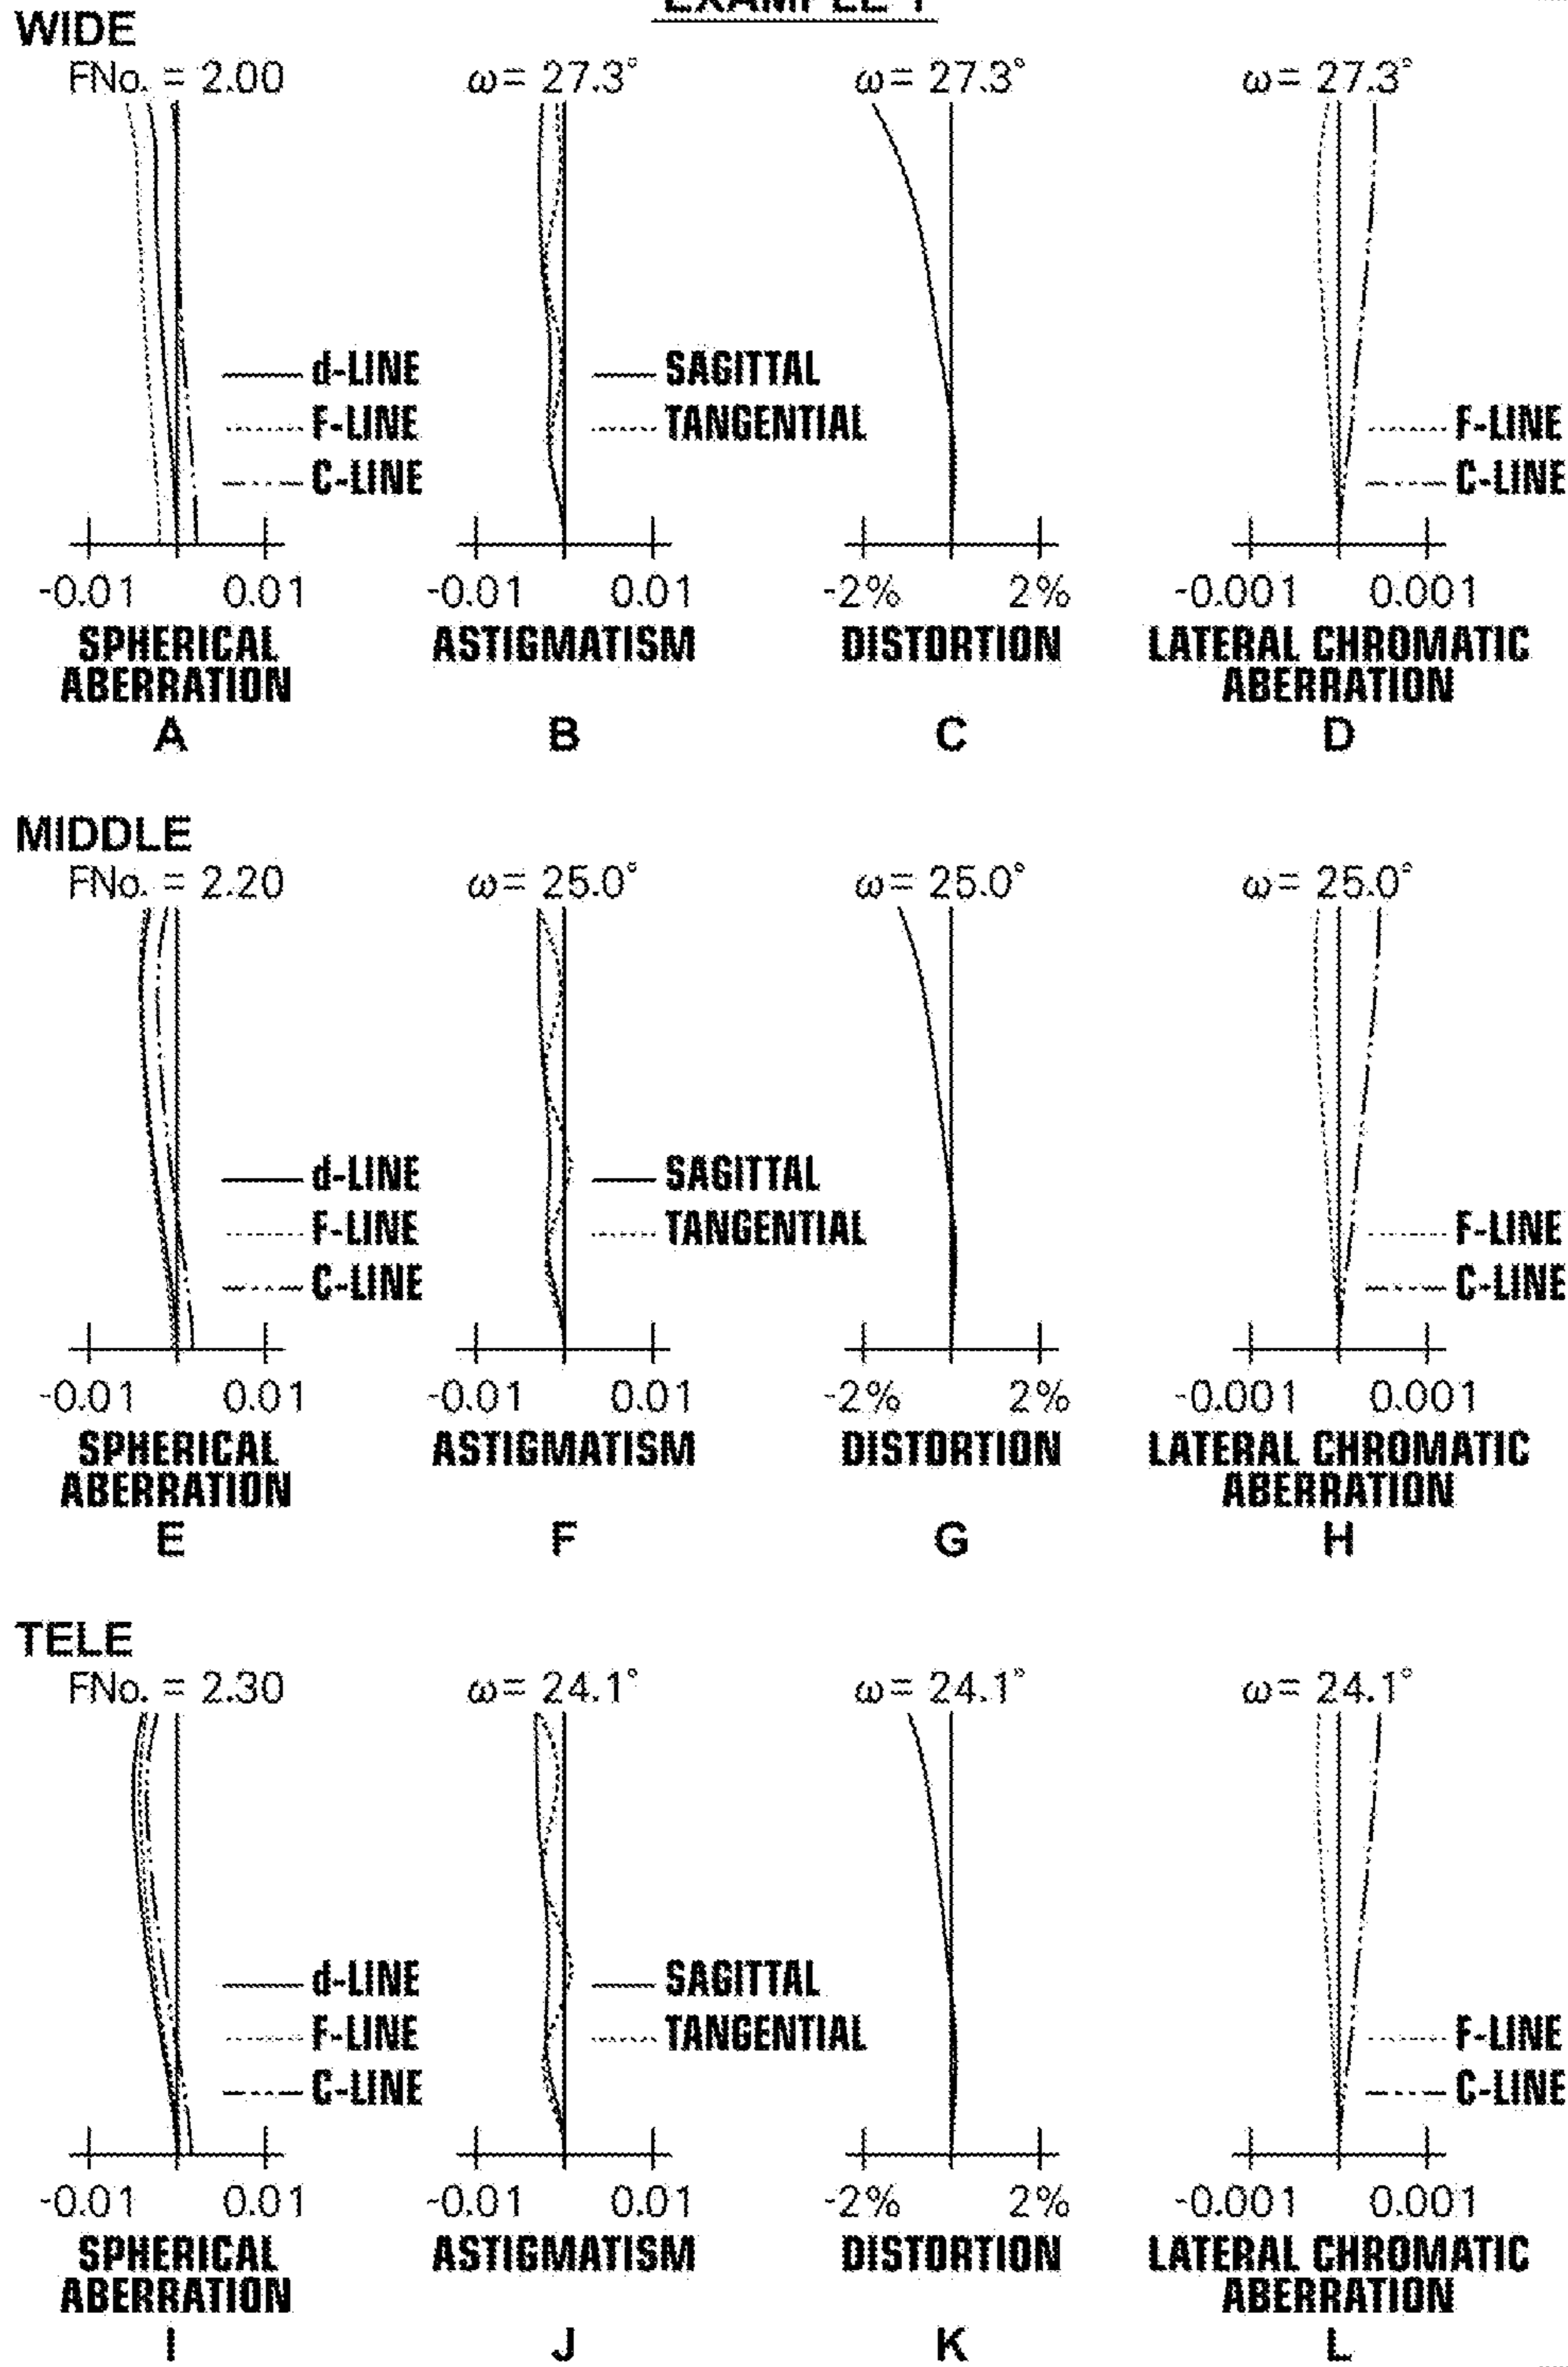 WIDE
FNo. = 2.00
ω= 27.3°
ω= 27.3°
ω= 27.3°
d-LINE
F-LINE
C-LINE
SAGITTAL
TANGENTIAL
F-LINE
C-LINE
-0.01 0.01
-0.01 0.01
-2% 2%
-0.001 0.001
SPHERICAL
ABERRATION
ASTIGMATISM
DISTORTION
LATERAL CHROMATIC
ABERRATION
A
B
C
D
MIDDLE
FNo. = 2.20
ω= 25.0°
ω= 25.0°
ω= 25.0°
d-LINE
F-LINE
C-LINE
SAGITTAL
TANGENTIAL
F-LINE
C-LINE
-0.01 0.01
-0.01 0.01
-2% 2%
-0.001 0.001
SPHERICAL
ABERRATION
ASTIGMATISM
DISTORTION
LATERAL CHROMATIC
ABERRATION
E
F
G
H
TELE
FNo. = 2.30
ω= 24.1°
ω= 24.1°
ω= 24.1°
d-LINE
F-LINE
C-LINE
SAGITTAL
TANGENTIAL
F-LINE
C-LINE
-0.01 0.01
-0.01 0.01
-2% 2%
-0.001 0.001
SPHERICAL
ABERRATION
ASTIGMATISM
DISTORTION
LATERAL CHROMATIC
ABERRATION
I
J
K
L